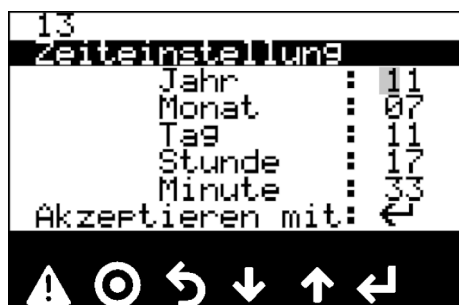 13
Zeiteinstellung
Jahr : 11
Monat : 07
Tag : 11
Stunde : 17
Minute : 33
Akzeptieren mit: ↵